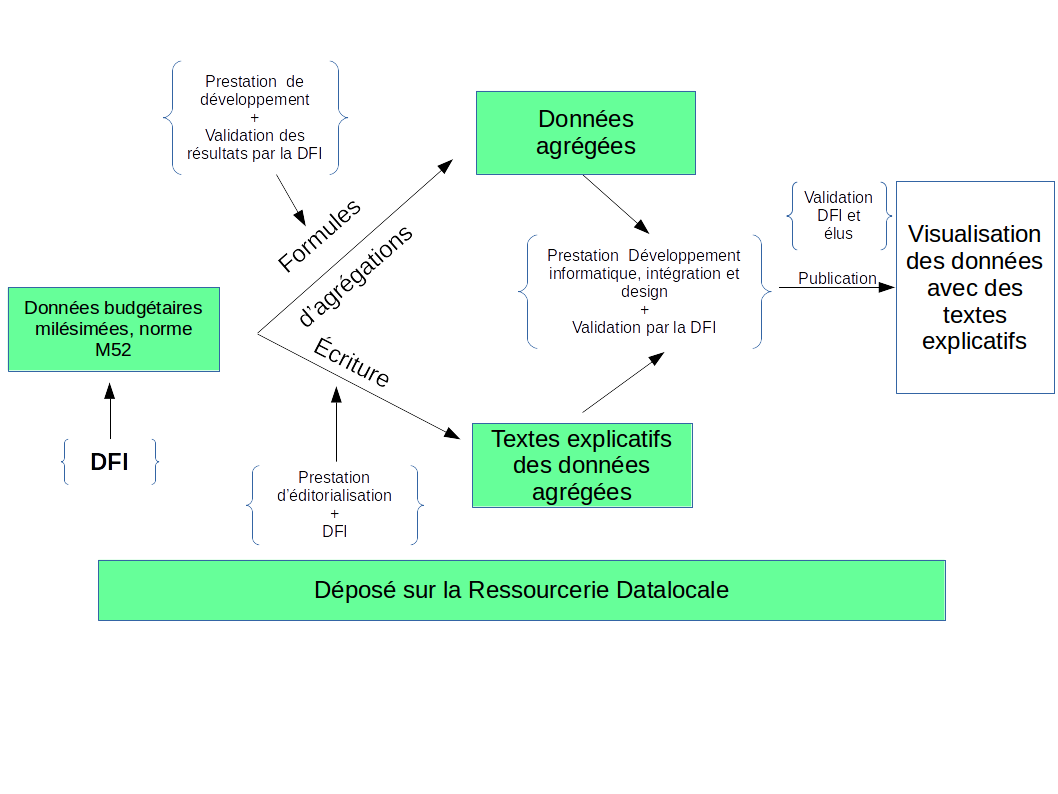 Prestation de
développement
+
Validation des
résultats par la DFI
Données
agrégées
Formules
d'agrégations
Validation
DFI et
élus
Prestation Développement
informatique, intégration et
design
+
Validation par la DFI
Publication
Visualisation
des données
avec des
textes
explicatifs
Données budgétaires
milésimées, norme
M52
Écriture
DFI
Textes explicatifs
des données
agrégées
Prestation
d'éditorialisation
+
DFI
Déposé sur la Ressourcerie Datalocale